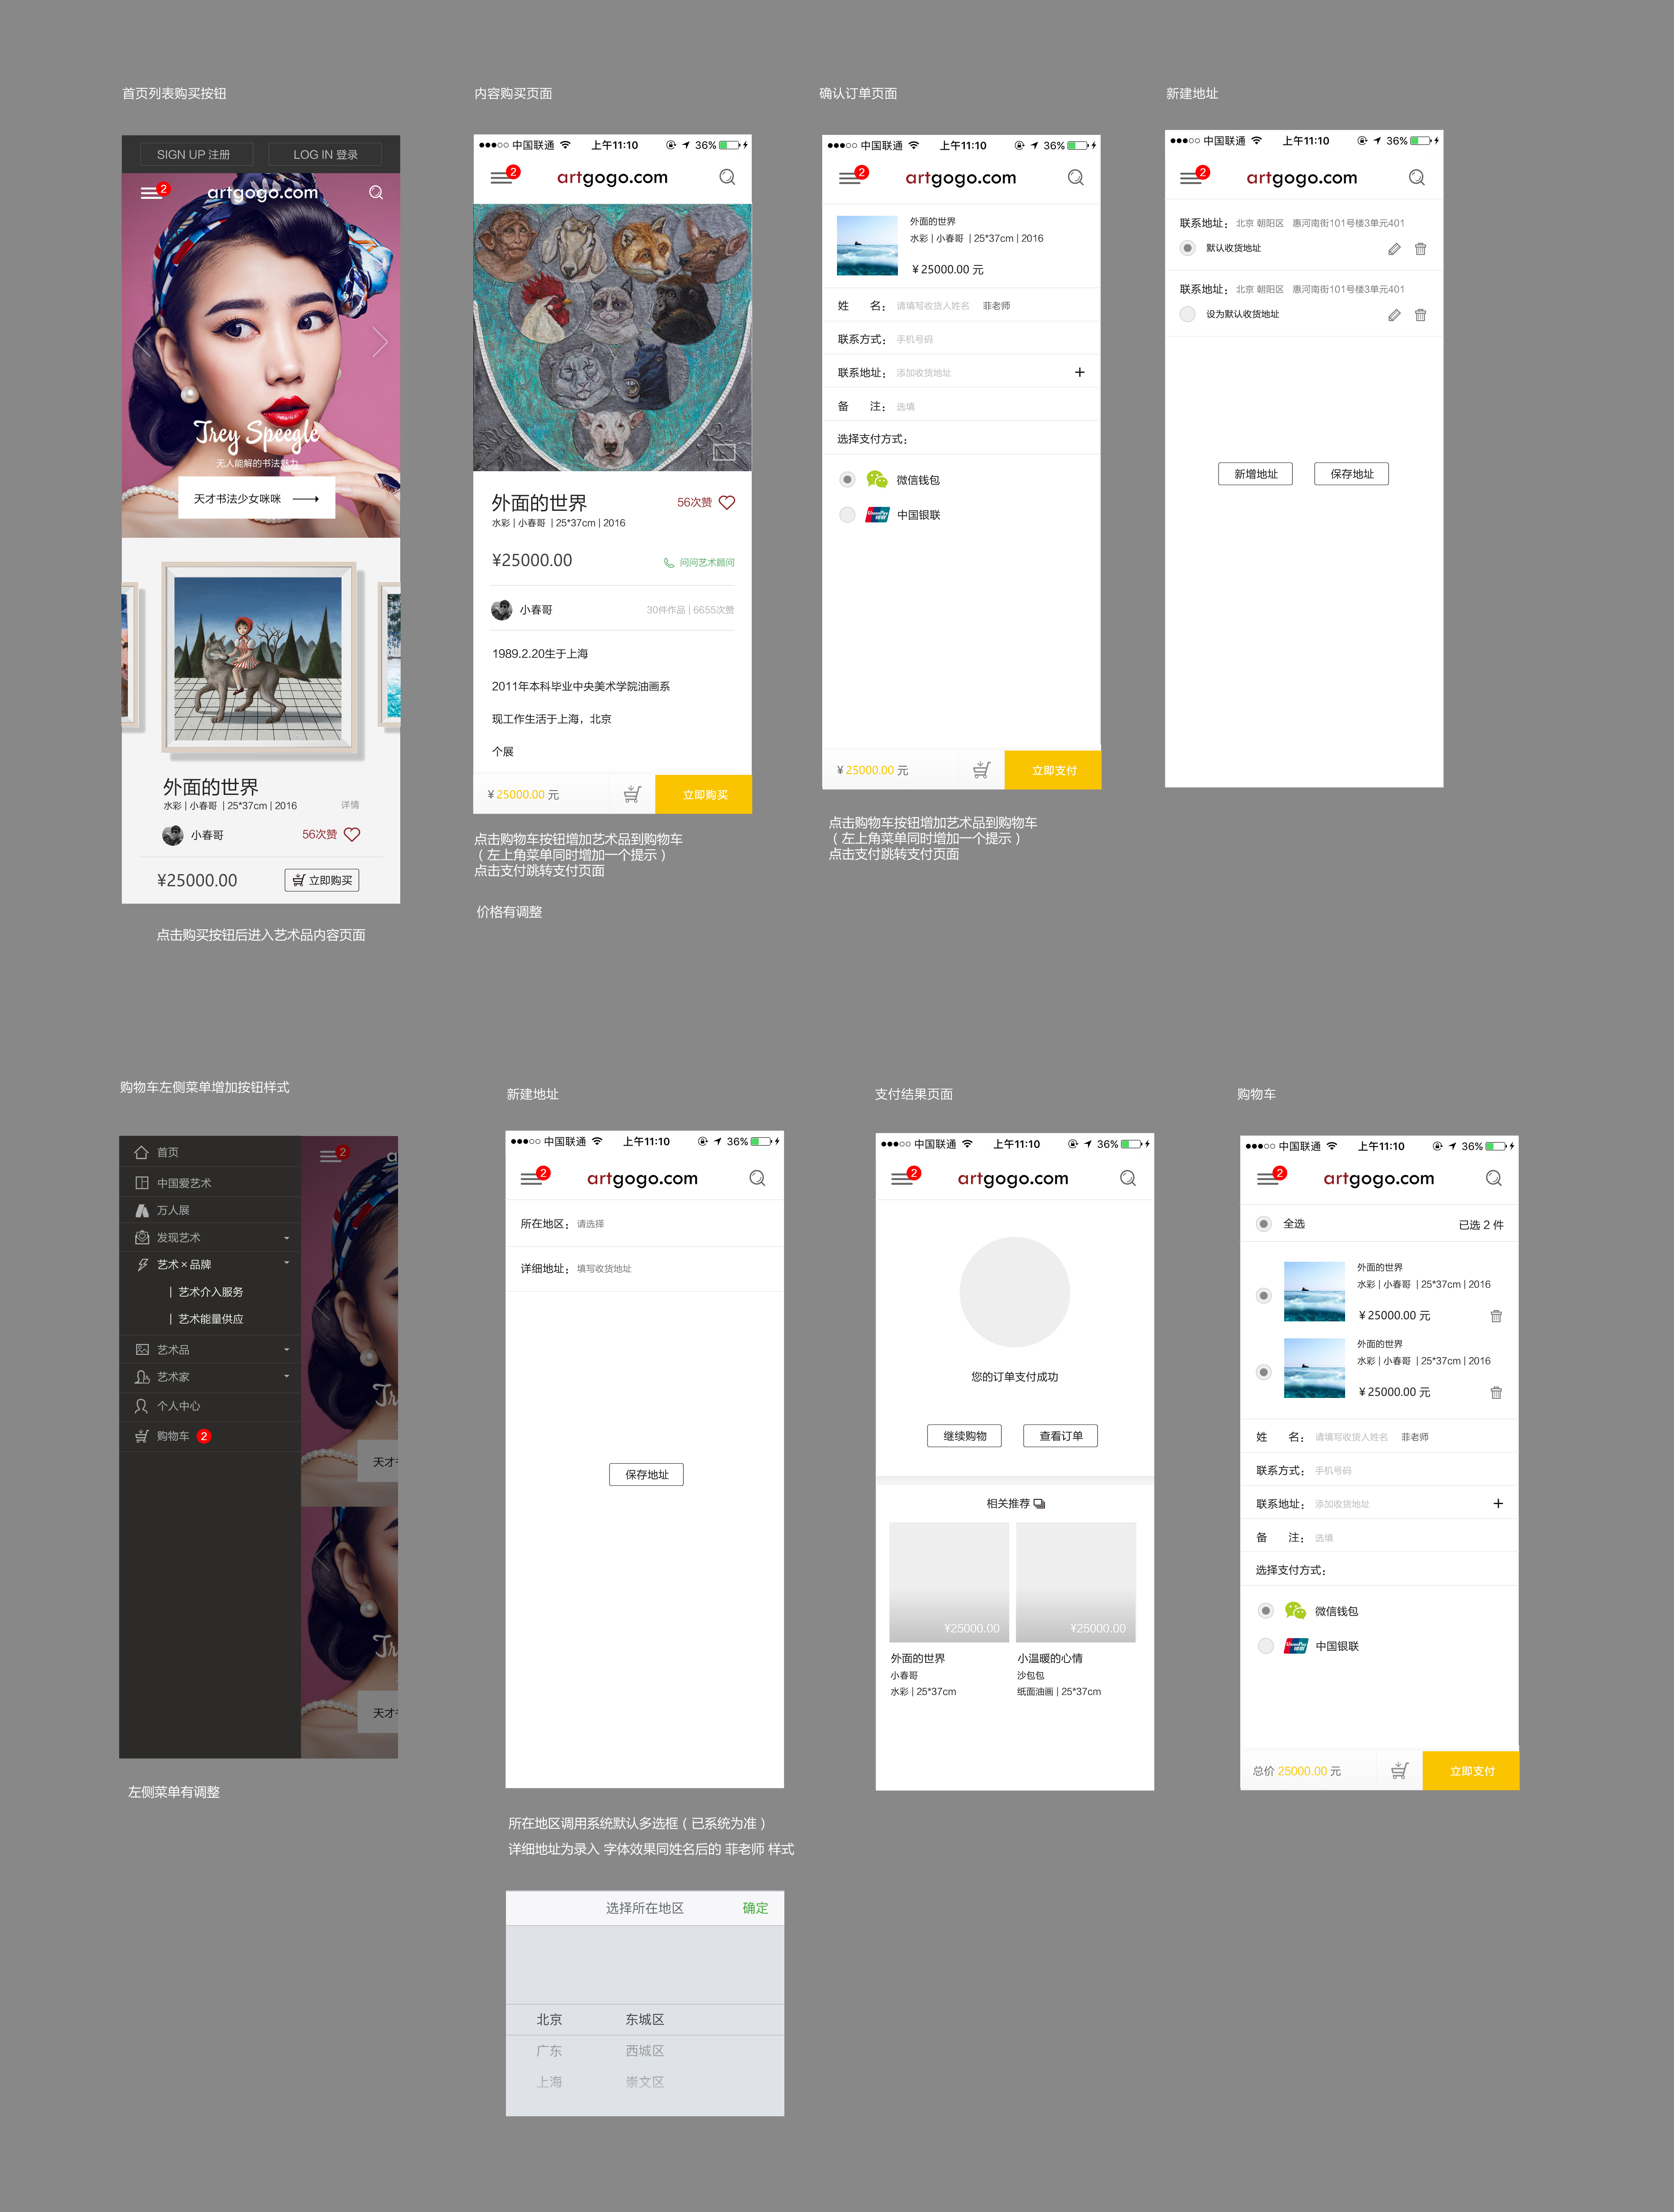 首页列表购买按钮
SIGN UP 注册
LOG IN 登录
2
artgogo.com
Trey Speegle
无人能解的书法魅力
天才书法少女咪咪
外面的世界
水彩 | 小春哥 | 25*37cm | 2016
详情
小春哥
56次赞
¥25000.00
立即购买
点击购买按钮后进入艺术品内容页面
内容购买页面
中国联通
上午11:10
36%
2
artgogo.com
外面的世界
56次赞
水彩 | 小春哥 | 25*37cm | 2016
¥25000.00
问问艺术顾问
小春哥
30件作品 | 6655次赞
1989.2.20生于上海
2011年本科毕业中央美术学院油画系
现工作生活于上海，北京
个展
¥ 25000.00 元
立即购买
点击购物车按钮增加艺术品到购物车
（左上角菜单同时增加一个提示）
点击支付跳转支付页面
价格有调整
确认订单页面
中国联通
上午11:10
36%
2
artgogo.com
外面的世界
水彩 | 小春哥 | 25*37cm | 2016
¥ 25000.00 元
姓 名： 请填写收货人姓名 菲老师
联系方式： 手机号码
联系地址： 添加收货地址 +
备 注： 选填
选择支付方式：
微信钱包
UnionPay 银联 中国银联
¥ 25000.00 元
立即支付
点击购物车按钮增加艺术品到购物车
（左上角菜单同时增加一个提示）
点击支付跳转支付页面
新建地址
中国联通
上午11:10
36%
2
artgogo.com
联系地址： 北京 朝阳区 惠河南街101号楼3单元401
默认收货地址
联系地址： 北京 朝阳区 惠河南街101号楼3单元401
设为默认收货地址
新增地址
保存地址
购物车左侧菜单增加按钮样式
首页
中国爱艺术
万人展
发现艺术
艺术×品牌
| 艺术介入服务
| 艺术能量供应
艺术品
艺术家
个人中心
购物车 2
2
a
Tr
天才书
Tr
天才书
左侧菜单有调整
新建地址
中国联通
上午11:10
36%
2
artgogo.com
所在地区： 请选择
详细地址： 填写收货地址
保存地址
所在地区调用系统默认多选框（已系统为准）
详细地址为录入 字体效果同姓名后的 菲老师 样式
选择所在地区
确定
北京 东城区
广东 西城区
上海 崇文区
支付结果页面
中国联通
上午11:10
36%
2
artgogo.com
您的订单支付成功
继续购物
查看订单
相关推荐
¥25000.00
¥25000.00
外面的世界
小春哥
水彩 | 25*37cm
小温暖的心情
沙包包
纸面油画 | 25*37cm
购物车
中国联通
上午11:10
36%
2
artgogo.com
全选
已选 2 件
外面的世界
水彩 | 小春哥 | 25*37cm | 2016
¥ 25000.00 元
外面的世界
水彩 | 小春哥 | 25*37cm | 2016
¥ 25000.00 元
姓 名： 请填写收货人姓名 菲老师
联系方式： 手机号码
联系地址： 添加收货地址 +
备 注： 选填
选择支付方式：
微信钱包
UnionPay 银联 中国银联
总价 25000.00 元
立即支付